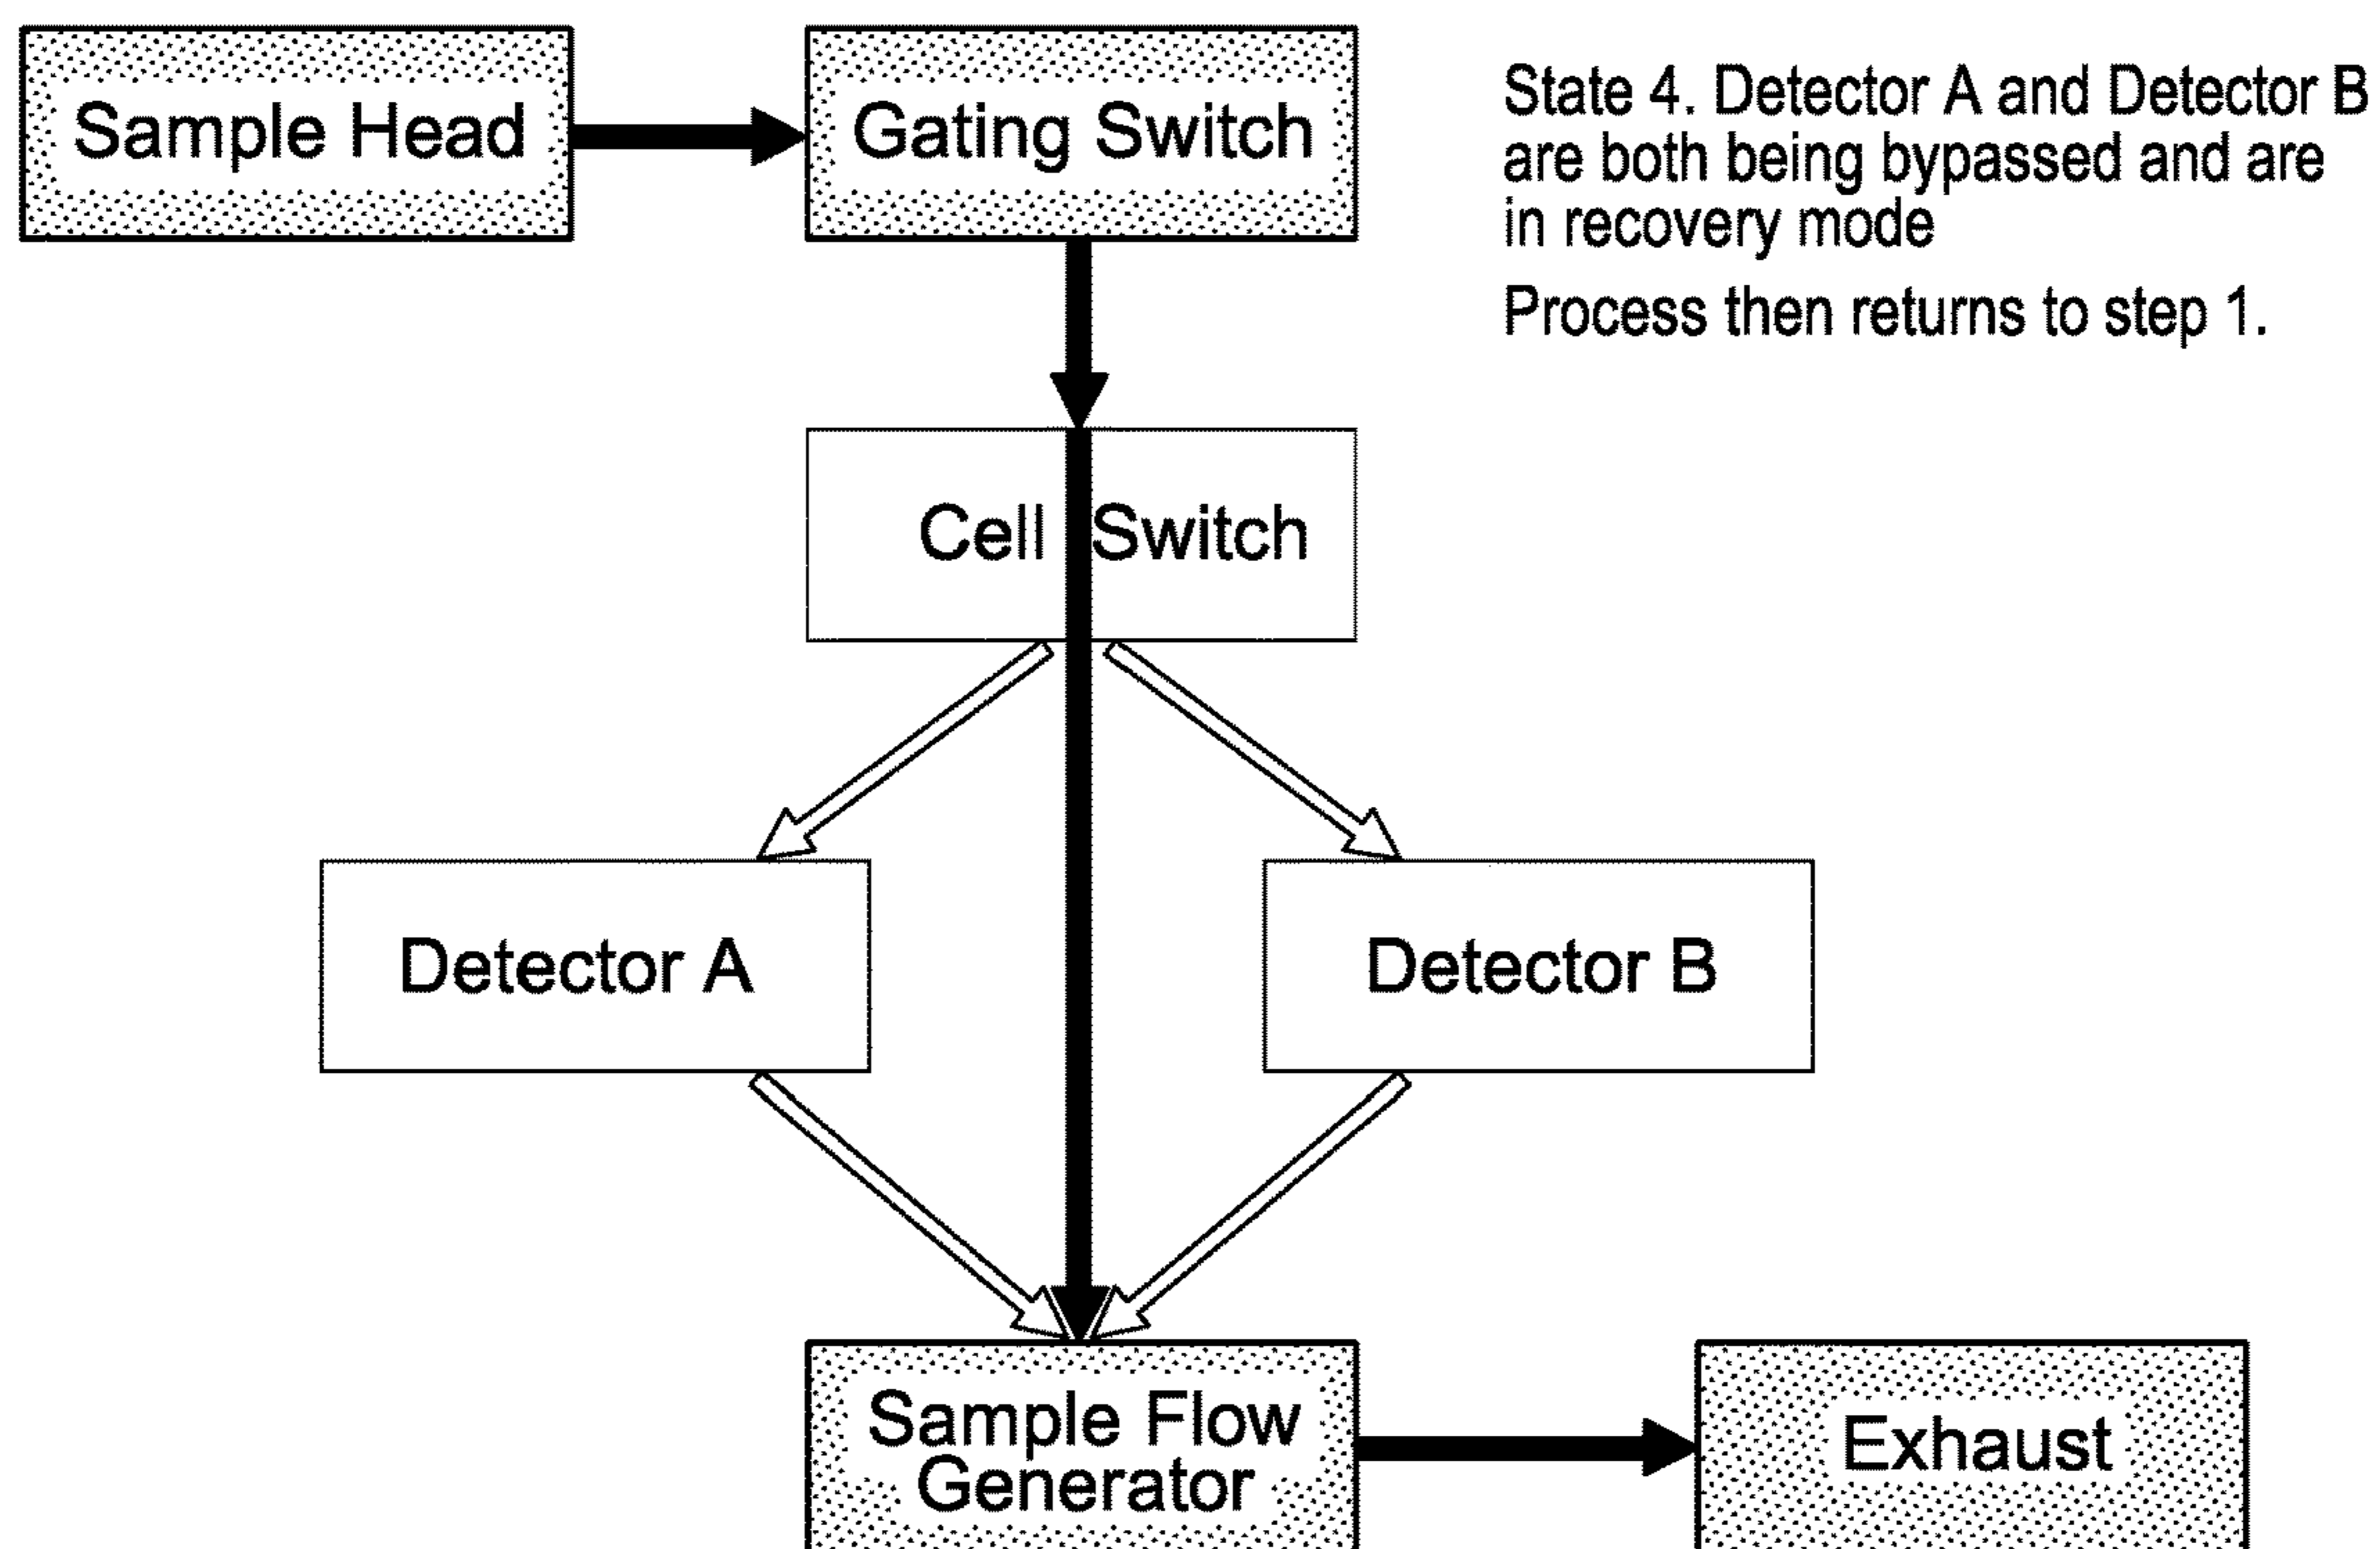 Sample Head
Gating Switch
State 4. Detector A and Detector B
are both being bypassed and are
in recovery mode
Process then returns to step 1.
Cell Switch
Detector A
Detector B
Sample Flow
Generator
Exhaust